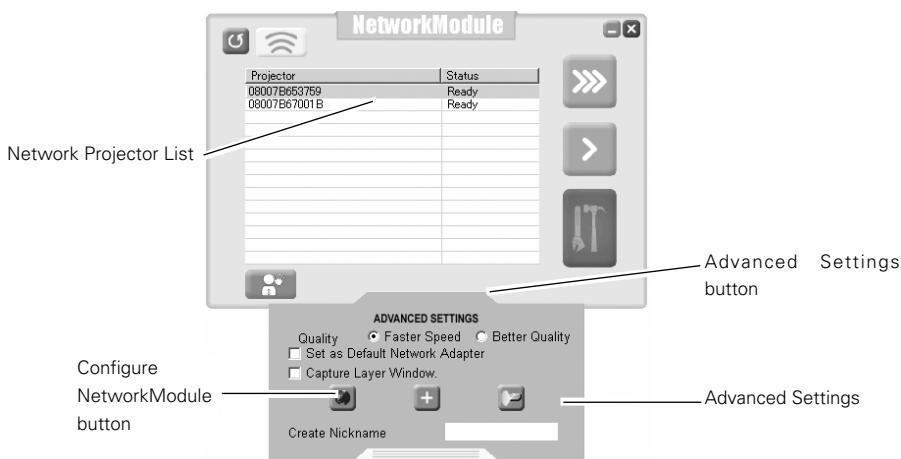 NetworkModule
Projector Status
08007B653759 Ready
08007B67001B Ready
Network Projector List
Advanced Settings
button
ADVANCED SETTINGS
Quality Faster Speed Better Quality
Set as Default Network Adapter
Capture Layer Window.
Configure
NetworkModule
button
Advanced Settings
Create Nickname